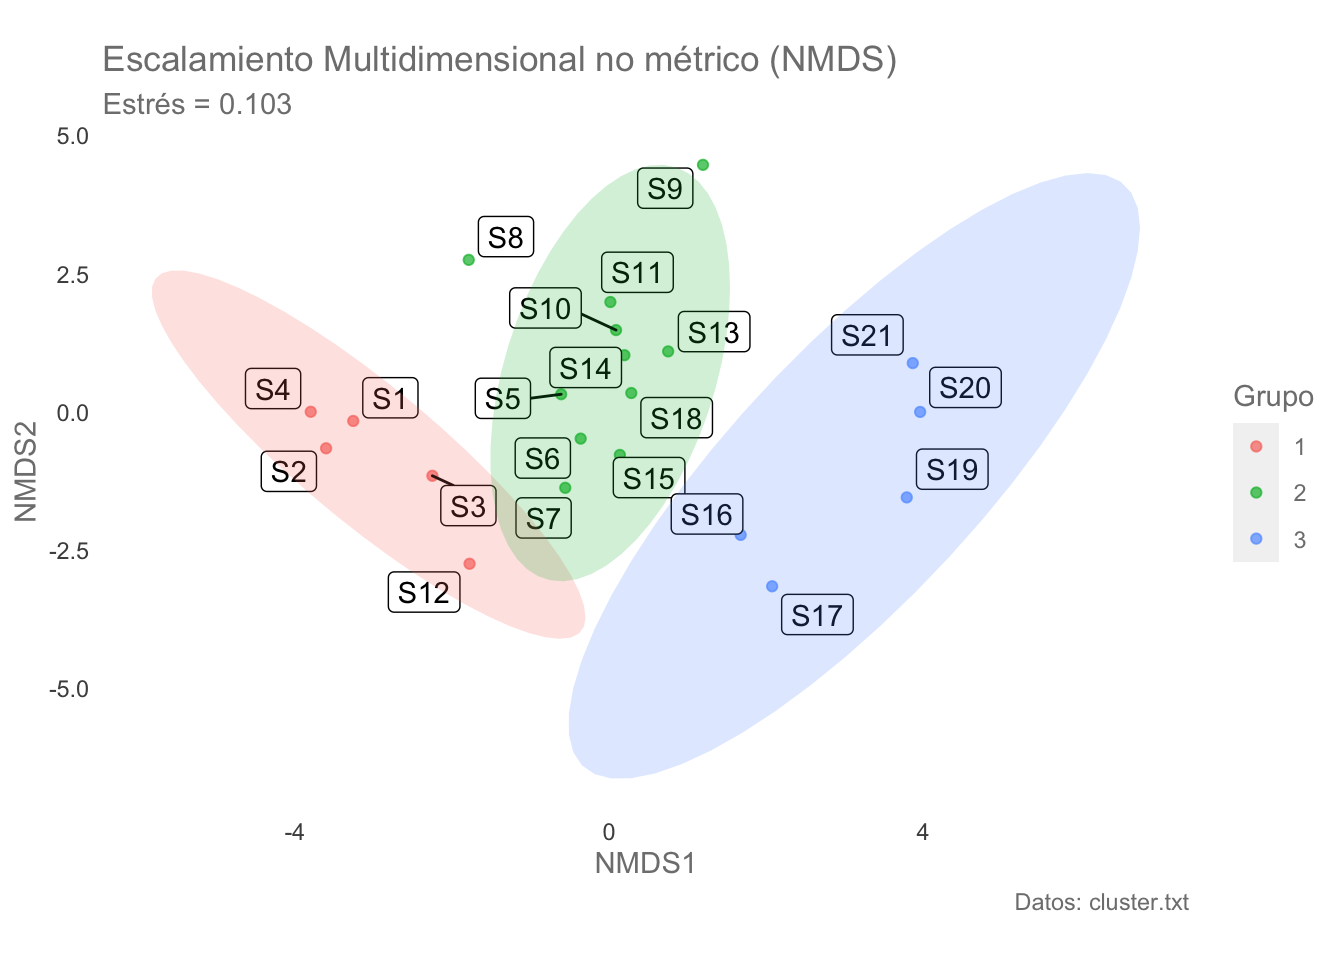 Escalamiento Multidimensional no métrico (NMDS)
Estrés = 0.103
5.0
2.5
0.0
-2.5
-5.0
NMDS2
S9
S8
S11
S10
S13
S21
S14
S20
S4
S1
S5
S18
S6
S2
S15
S19
S3
S7
S16
S12
S17
Grupo
1
2
3
-4
0
4
NMDS1
Datos: cluster.txt